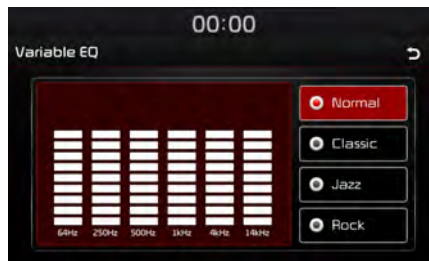 00:00
Variable EQ
Normal
Classic
Jazz
Rock
64Hz 250Hz 500Hz 1kHz 4kHz 14kHz